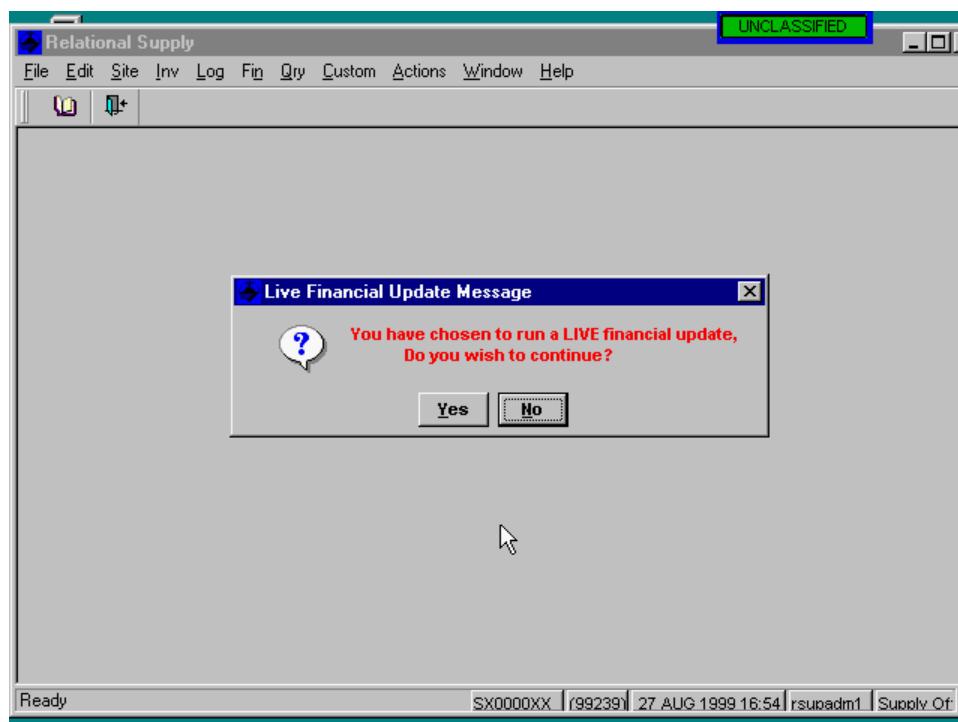 UNCLASSIFIED
Relational Supply
File Edit Site Inv Log Fin Qry Custom Actions Window Help
Live Financial Update Message
You have chosen to run a LIVE financial update,
Do you wish to continue?
Yes No
Ready SX0000XX (99239) 27 AUG 1999 16:54 rsupadm1 Supply Of